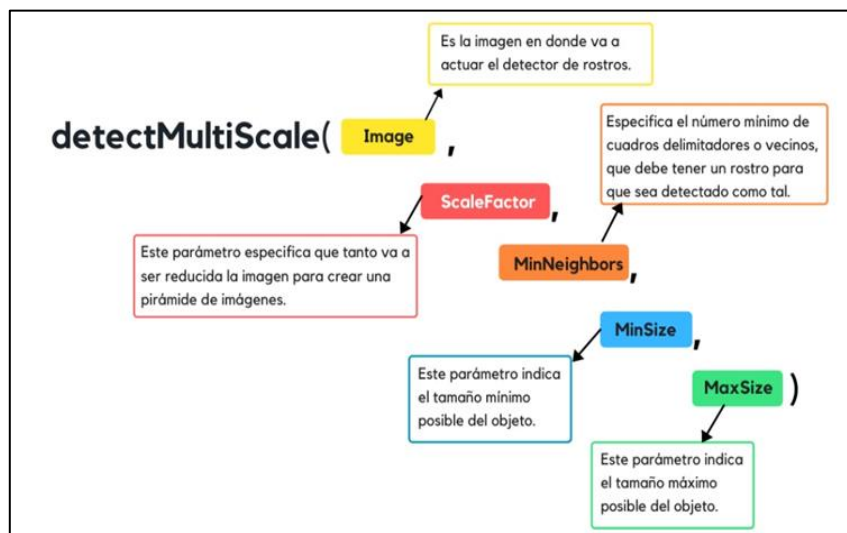 Es la imagen en donde va a
actuar el detector de rostros.
detectMultiScale( Image ,
Especifica el número mínimo de
cuadros delimitadores o vecinos,
que debe tener un rostro para
que sea detectado como tal.
ScaleFactor,
Este parámetro especifica que tanto va a
ser reducida la imagen para crear una
pirámide de imágenes.
MinNeighbors,
MinSize ,
Este parámetro indica
el tamaño mínimo
posible del objeto.
MaxSize )
Este parámetro indica
el tamaño máximo
posible del objeto.